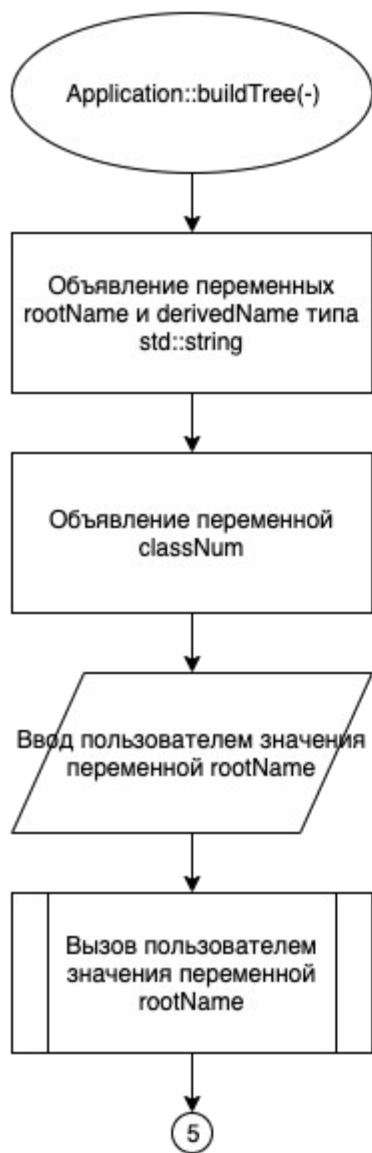 Application::buildTree(-)
Объявление переменных
rootName и derivedName типа
std::string
Объявление переменной
classNum
Ввод пользователем значения
переменной rootName
Вызов пользователем
значения переменной
rootName
5